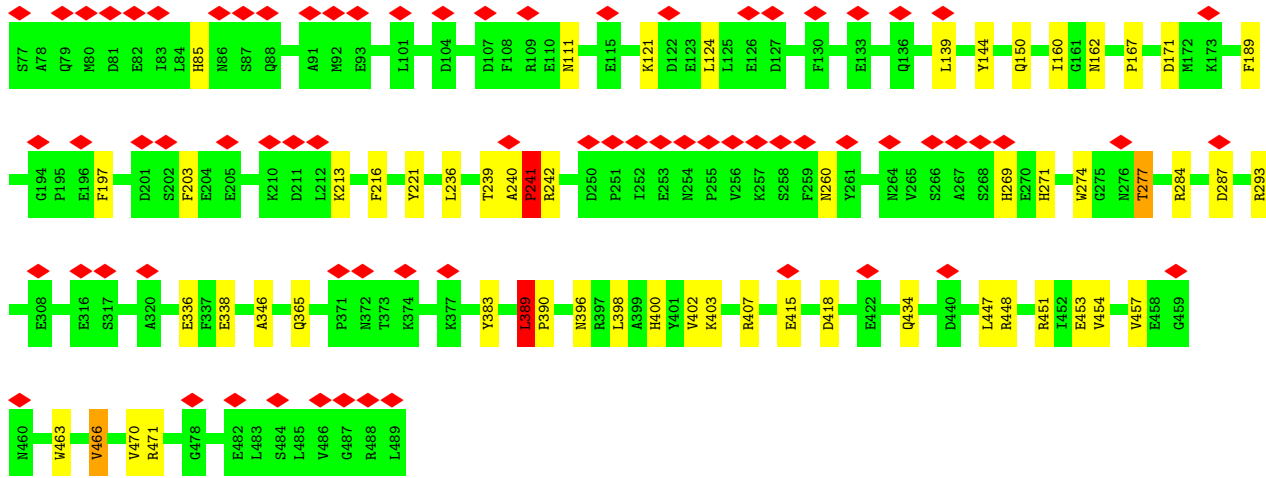 S77 A78 Q79 M80 D81 E82 I83 L84 H85 N86 S87 Q88 A91 M92 E93 L101 D104 D107 F108 R109 E110 N111 E115 K121 D122 E123 L124 L125 E126 D127 F130 E133 Q136 L139 Y144 Q150 I160 G161 N162 P167 D171 M172 K173 F189
G194 P195 E196 F197 D201 S202 F203 E204 E205 K210 D211 L212 K213 F216 Y221 L236 T239 A240 P241 R242 D250 P251 I252 E253 N254 P255 V256 K257 S258 F259 N260 Y261 N264 V265 S266 A267 S268 H269 E270 H271 W274 G275 N276 T277 R284 D287 R293
E308 E316 S317 A320 E336 F337 E338 A346 Q365 P371 N372 T373 K374 K377 Y383 L389 P390 N396 R397 L398 A399 H400 Y401 V402 K403 R407 E415 D418 E422 Q434 D440 L447 R448 R451 I452 E453 V454 V457 E458 G459
N460 W463 V466 V470 R471 G478 E482 L483 S484 L485 V486 G487 R488 L489